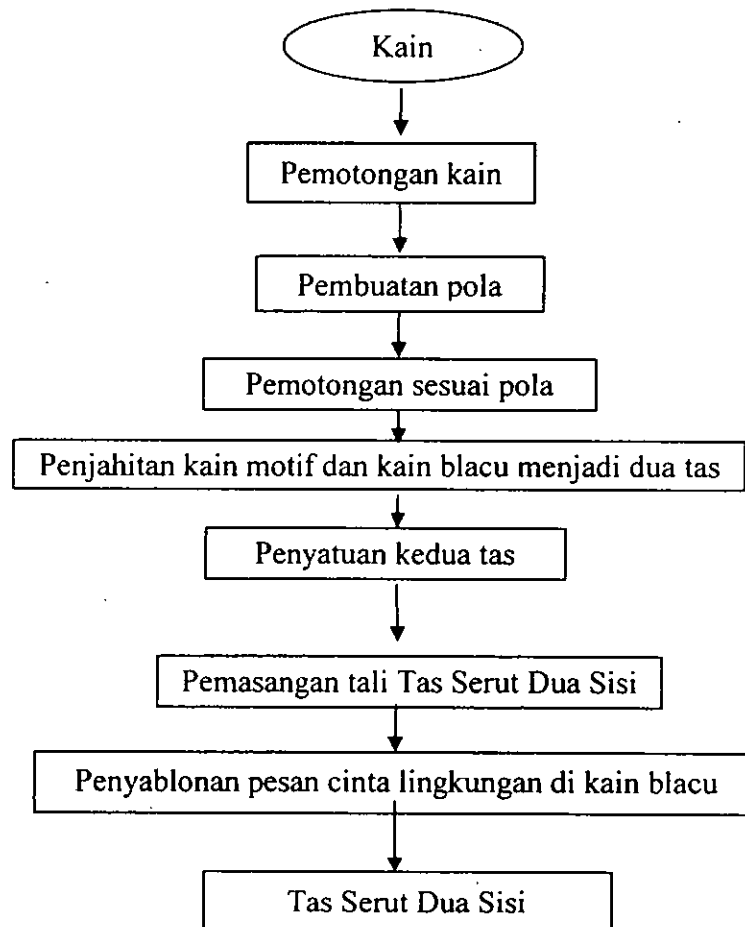 Kain
Pemotongan kain
Pembuatan pola
Pemotongan sesuai pola
Penjahitan kain motif dan kain blacu menjadi dua tas
Penyatuan kedua tas
Pemasangan tali Tas Serut Dua Sisi
Penyablonan pesan cinta lingkungan di kain blacu
Tas Serut Dua Sisi